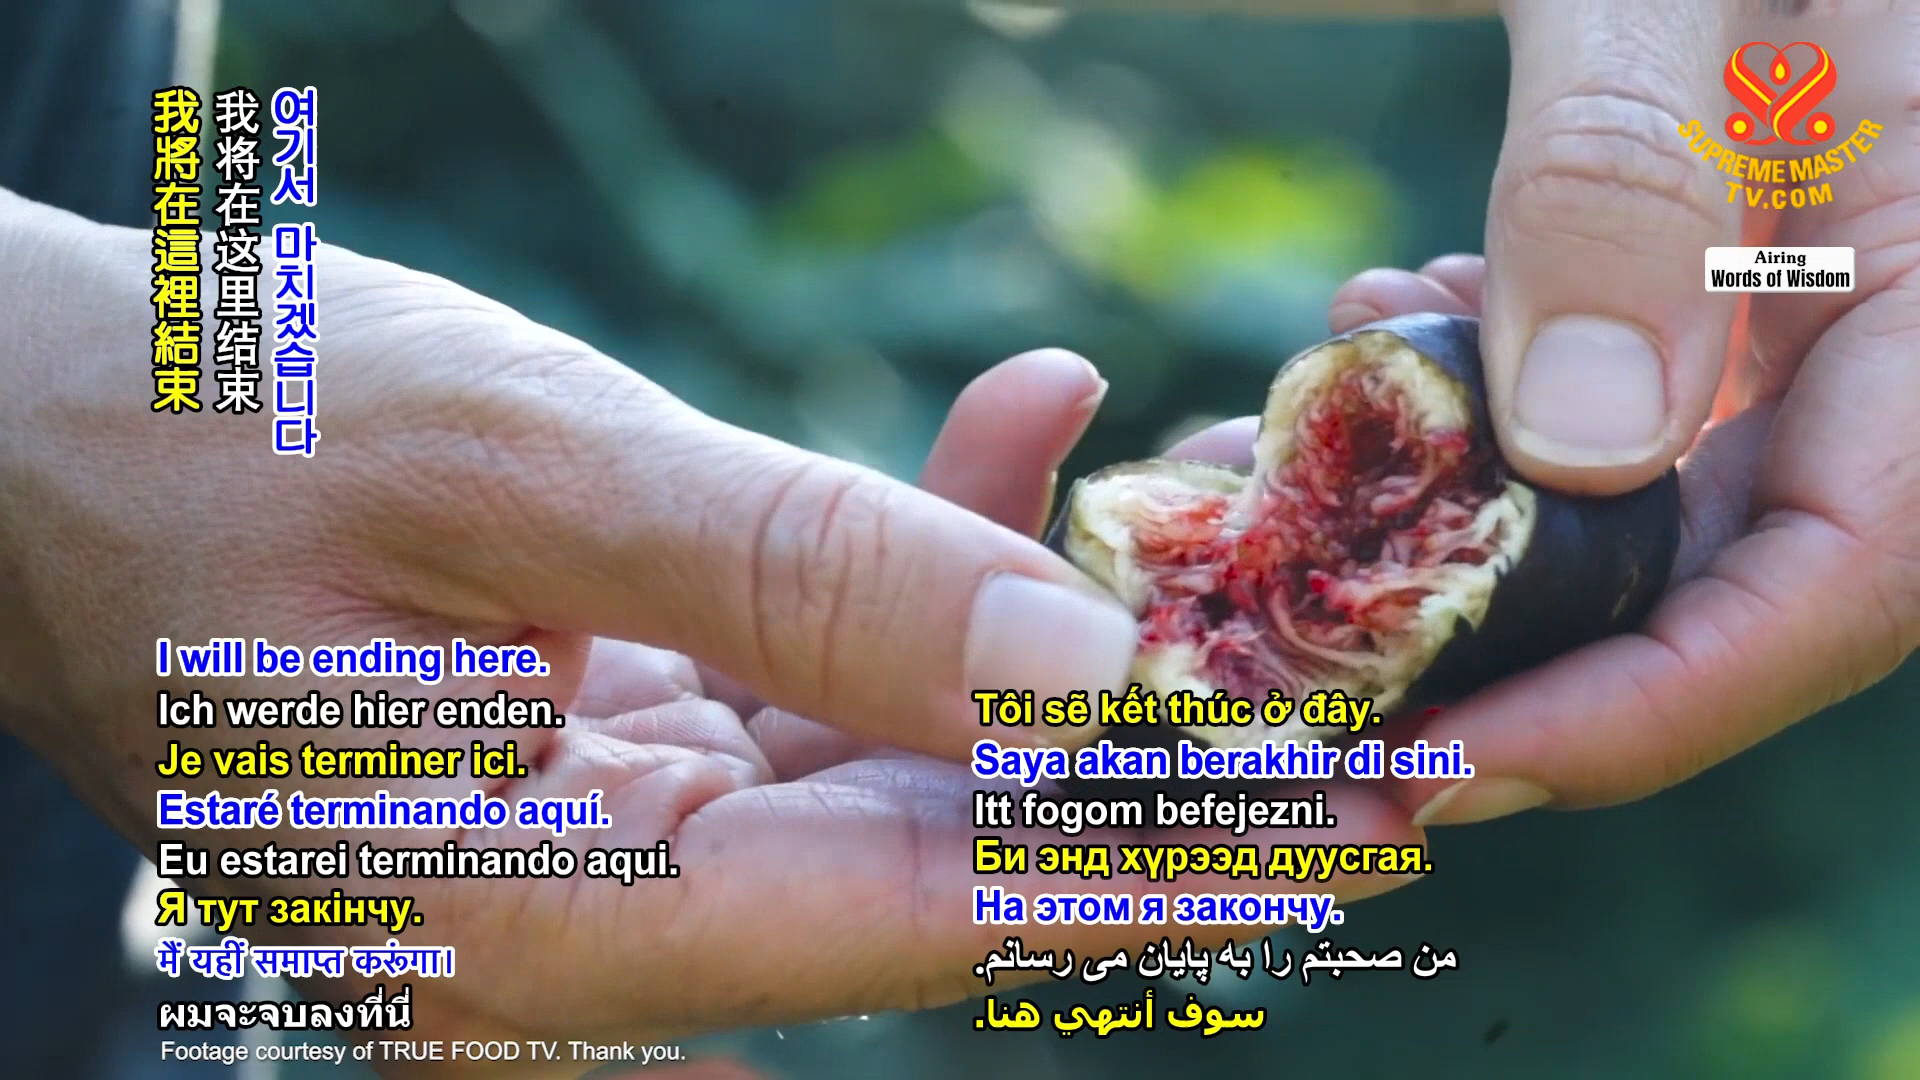 我將在這裡結束
我将在这里结束
여기서 마치겠습니다
SUPREME MASTER
TV.COM
Airing
Words of Wisdom
I will be ending here.
Ich werde hier enden.
Je vais terminer ici.
Estaré terminando aquí.
Eu estarei terminando aqui.
Я тут закінчу.
मैं यहीं समाप्त करूंगा।
ผมจะจบลงที่นี่
Footage courtesy of TRUE FOOD TV. Thank you.
Tôi sẽ kết thúc ở đây.
Saya akan berakhir di sini.
Itt fogom befejezni.
Би энд хүрээд дуусгая.
На этом я закончу.
من صحبتم را به پایان می رسانم.
سوف أنتهي هنا.